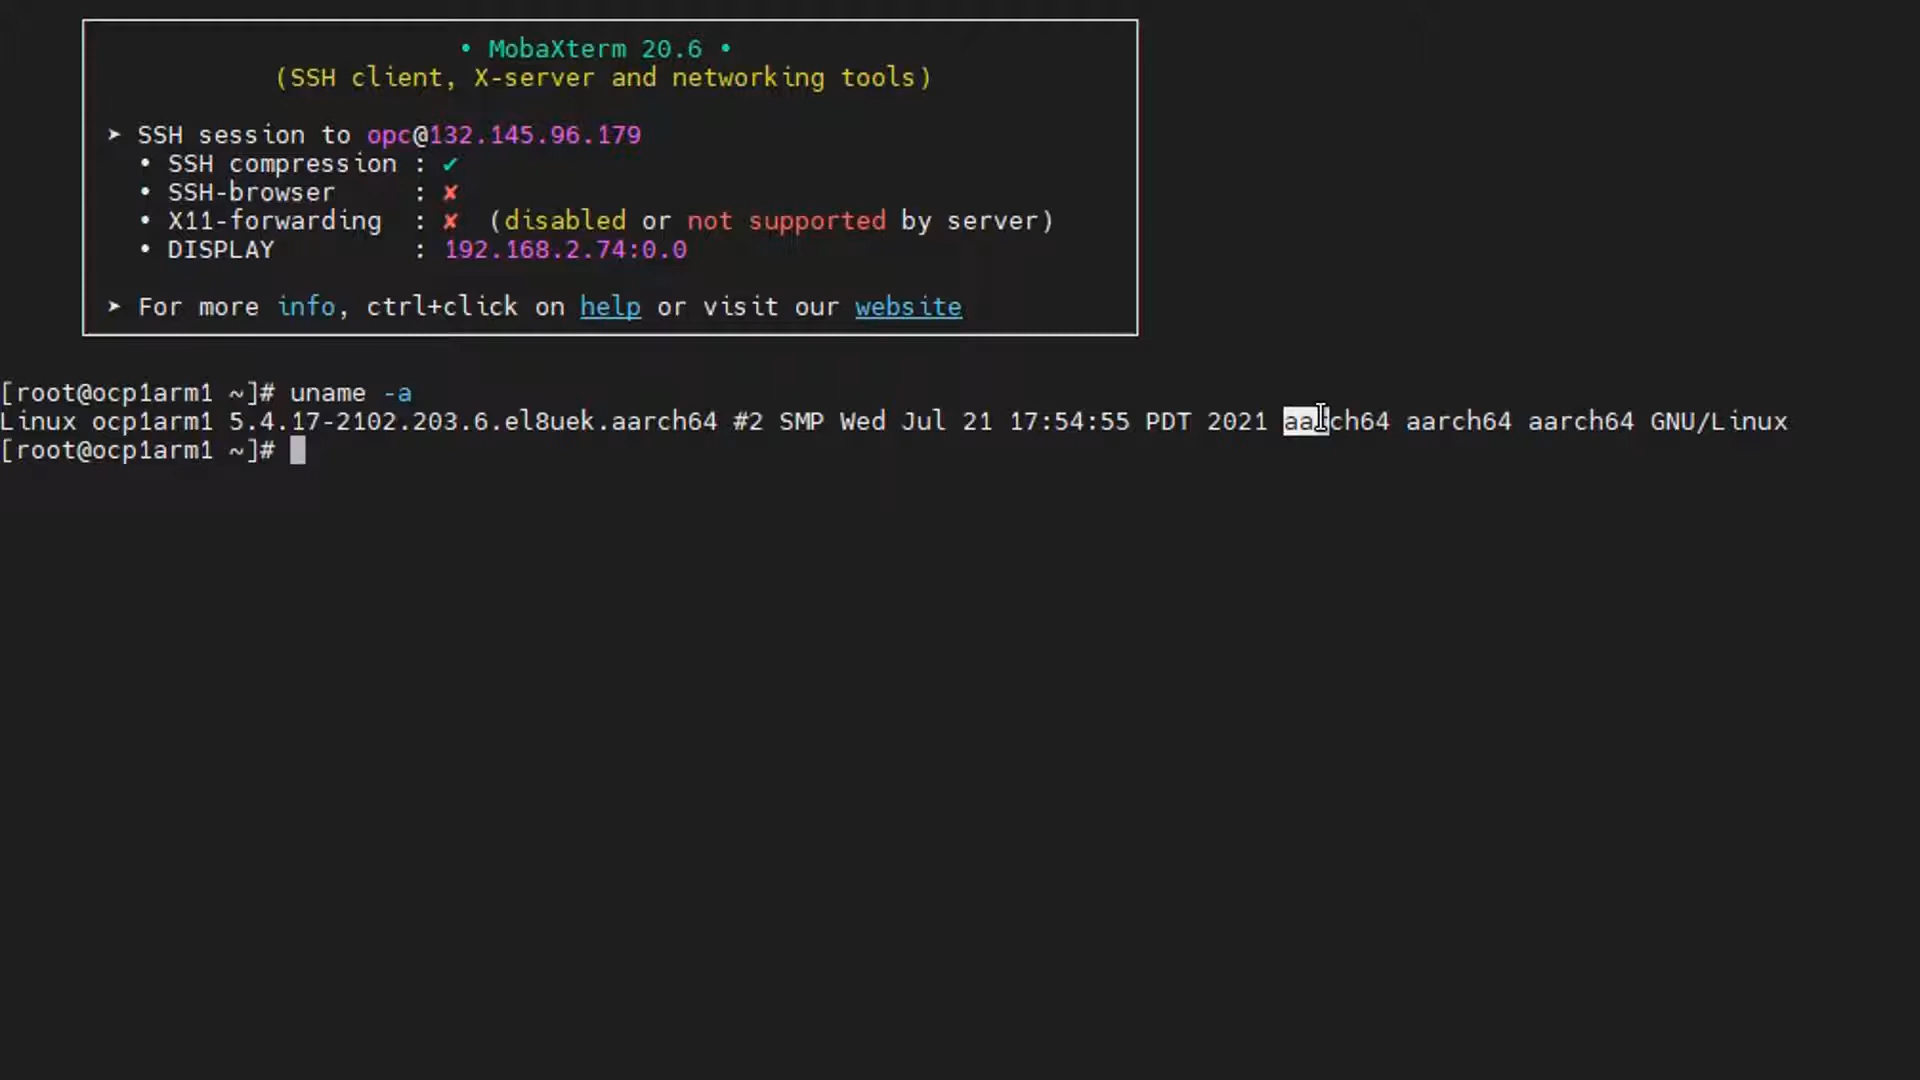 • MobaXterm 20.6 •
(SSH client, X-server and networking tools)
➤ SSH session to opc@132.145.96.179
• SSH compression : ✔
• SSH-browser     : ✘
• X11-forwarding  : ✘  (disabled or not supported by server)
• DISPLAY         : 192.168.2.74:0.0
➤ For more info, ctrl+click on help or visit our website
[root@ocp1arm1 ~]# uname -a
Linux ocp1arm1 5.4.17-2102.203.6.el8uek.aarch64 #2 SMP Wed Jul 21 17:54:55 PDT 2021 aarch64 aarch64 aarch64 GNU/Linux
[root@ocp1arm1 ~]#